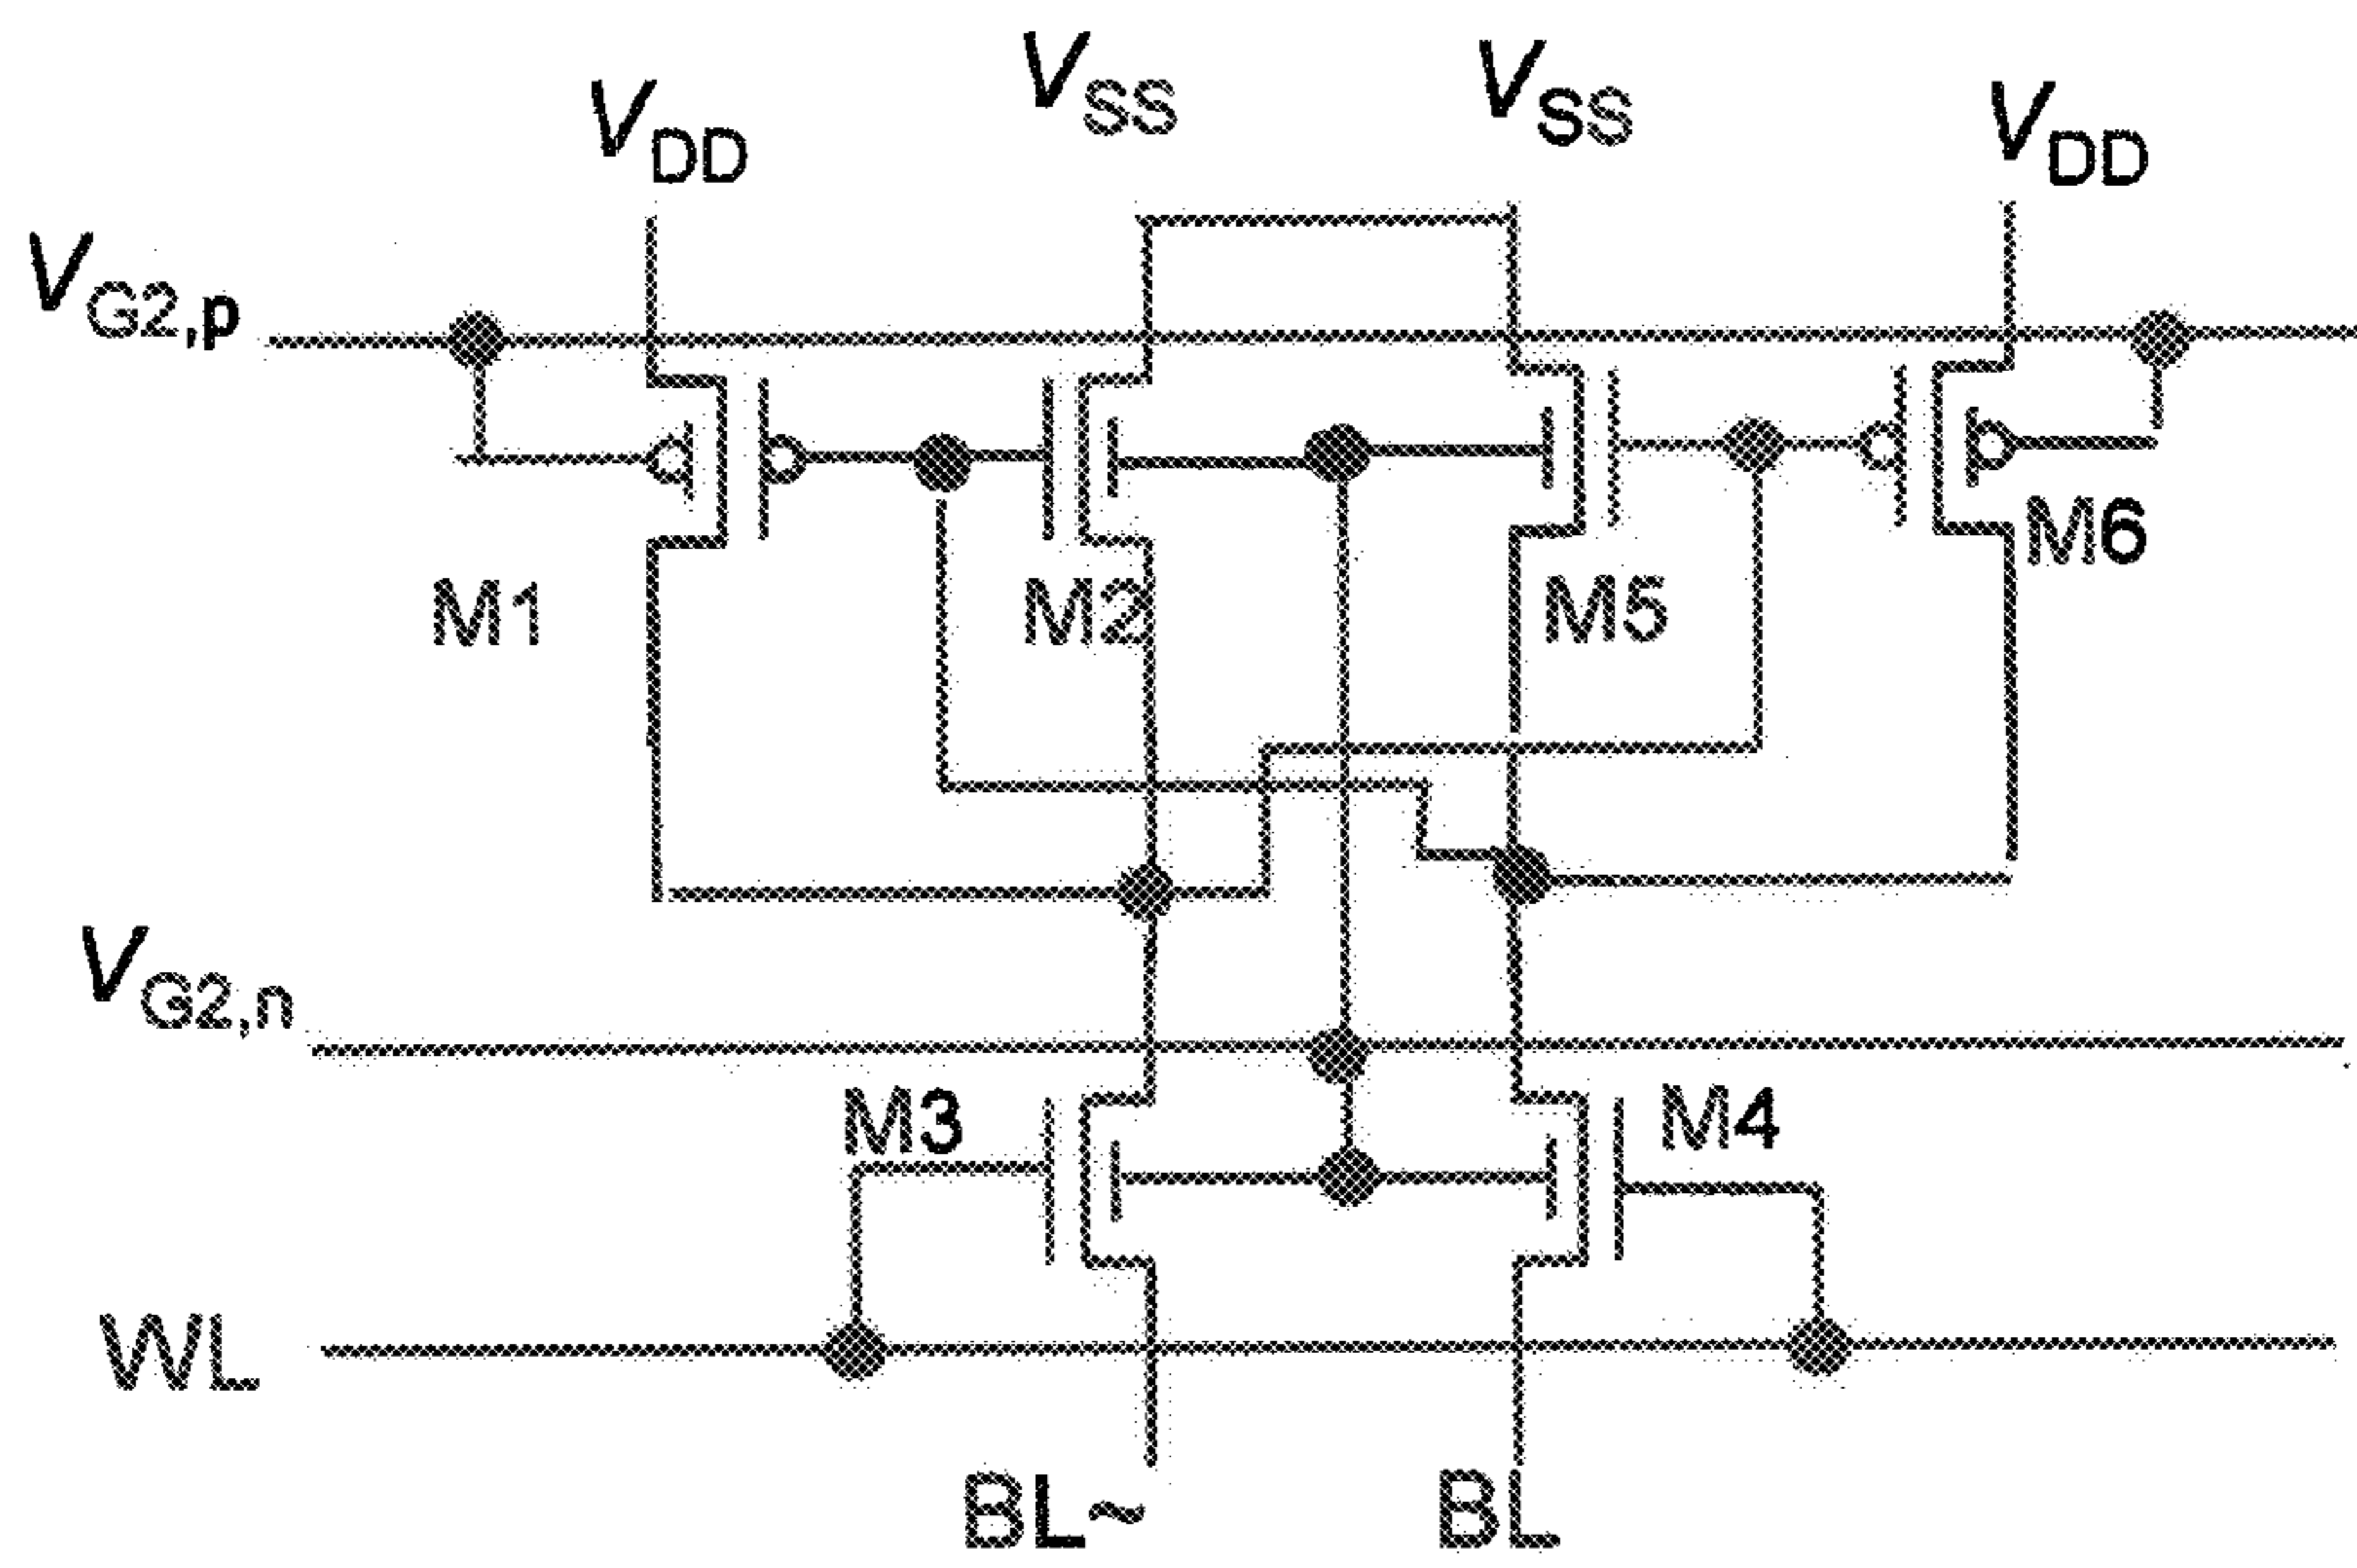 VSS VSS
VDD VDD
VG2,p
M6
M1 M2 M5
VG2,n
M3 M4
WL
BL~ BL